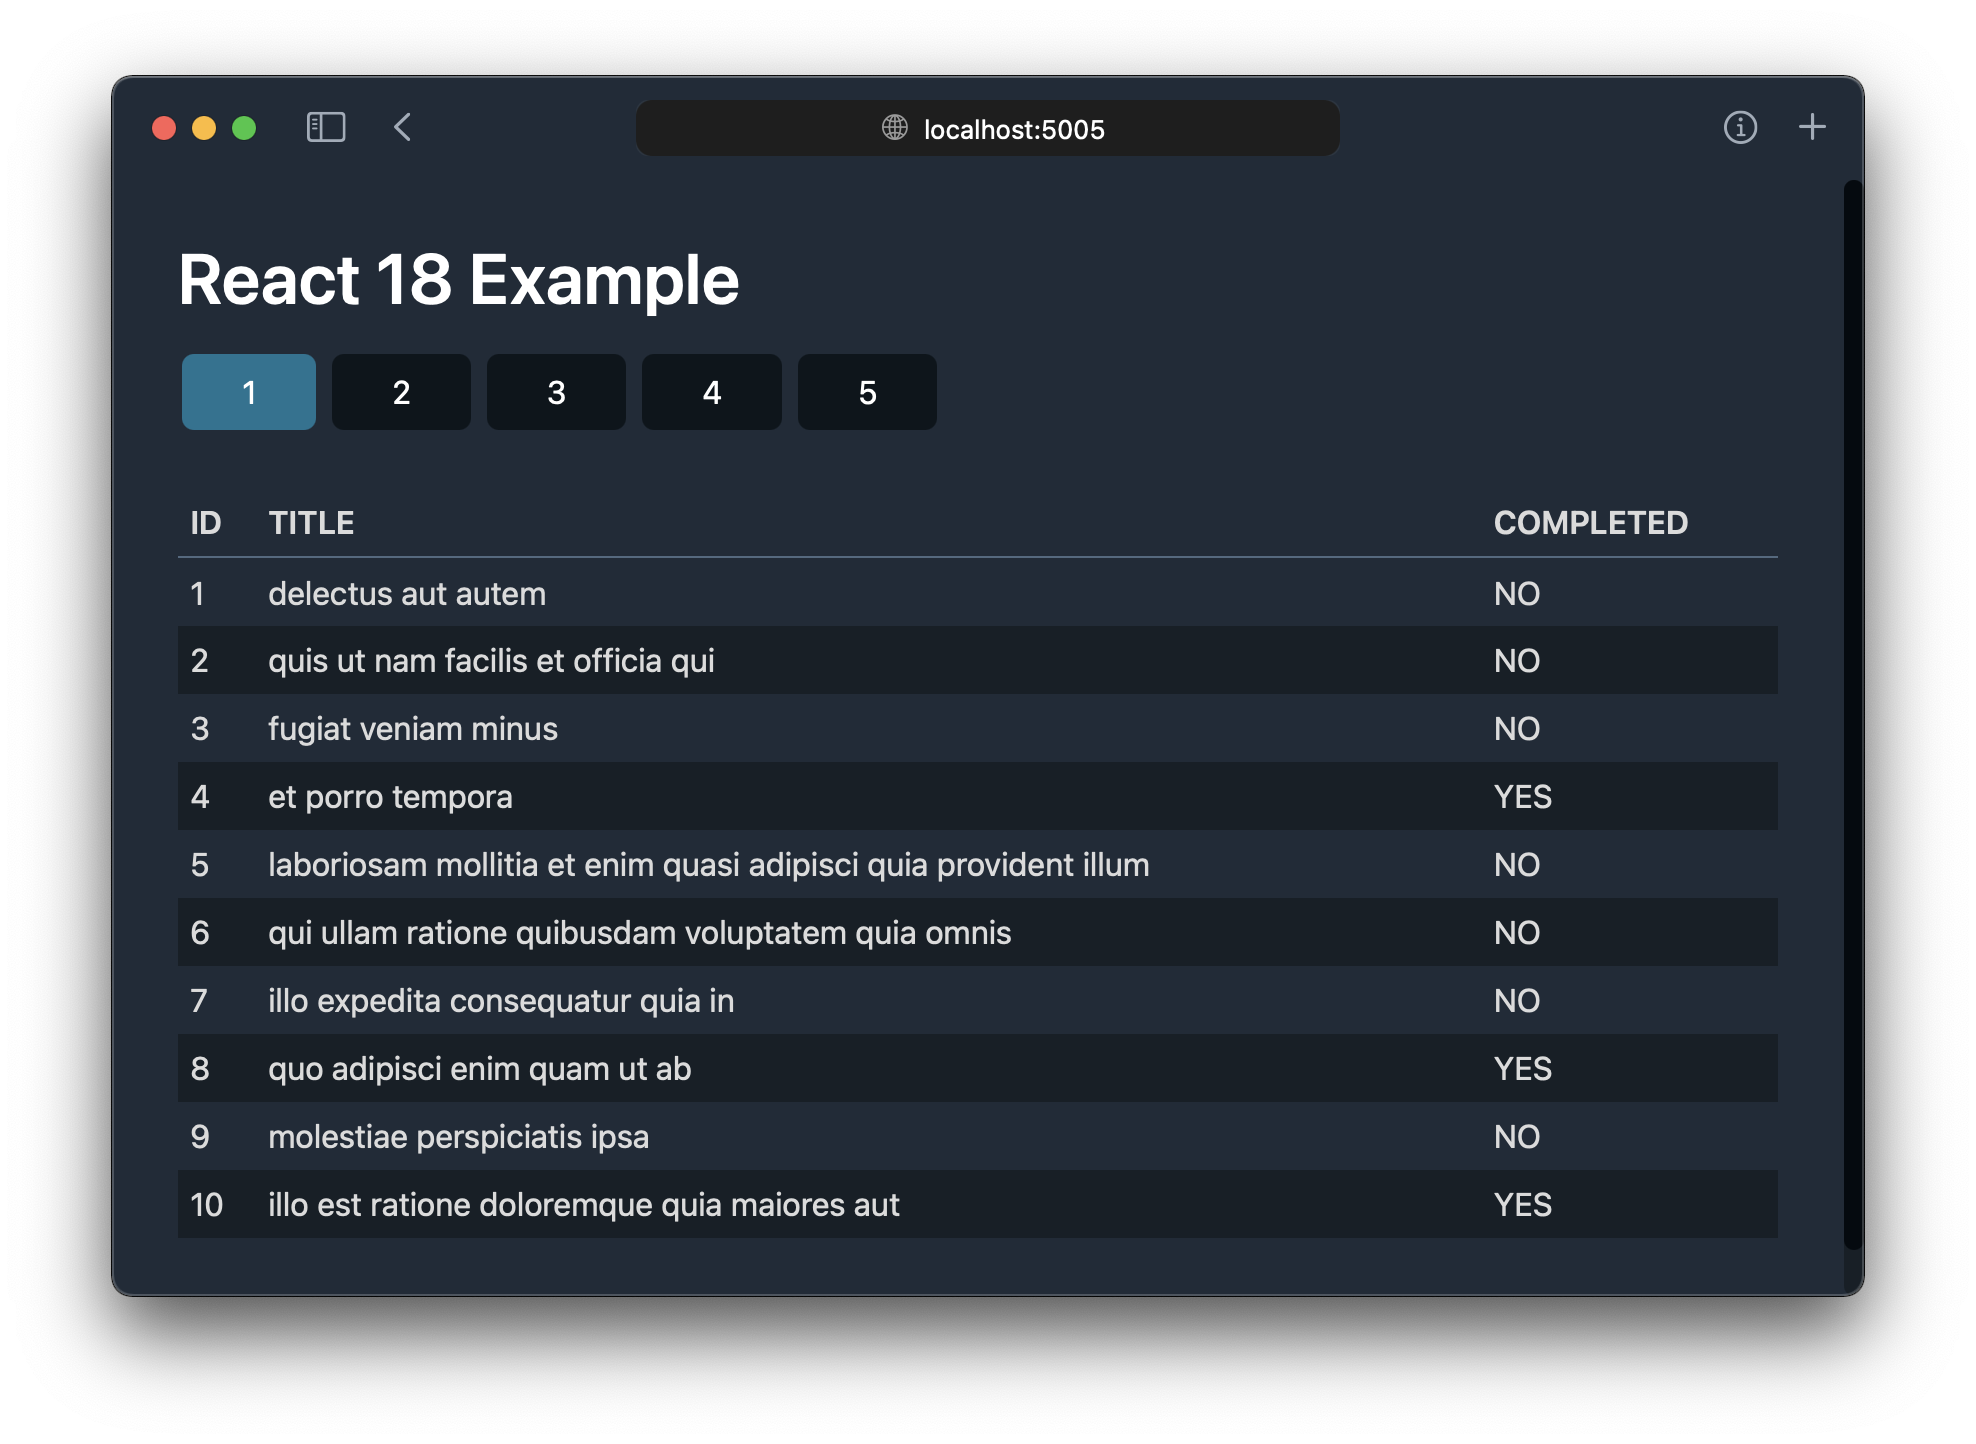 localhost:5005
React 18 Example
1 2 3 4 5
ID TITLE COMPLETED
1 delectus aut autem NO
2 quis ut nam facilis et officia qui NO
3 fugiat veniam minus NO
4 et porro tempora YES
5 laboriosam mollitia et enim quasi adipisci quia provident illum NO
6 qui ullam ratione quibusdam voluptatem quia omnis NO
7 illo expedita consequatur quia in NO
8 quo adipisci enim quam ut ab YES
9 molestiae perspiciatis ipsa NO
10 illo est ratione doloremque quia maiores aut YES